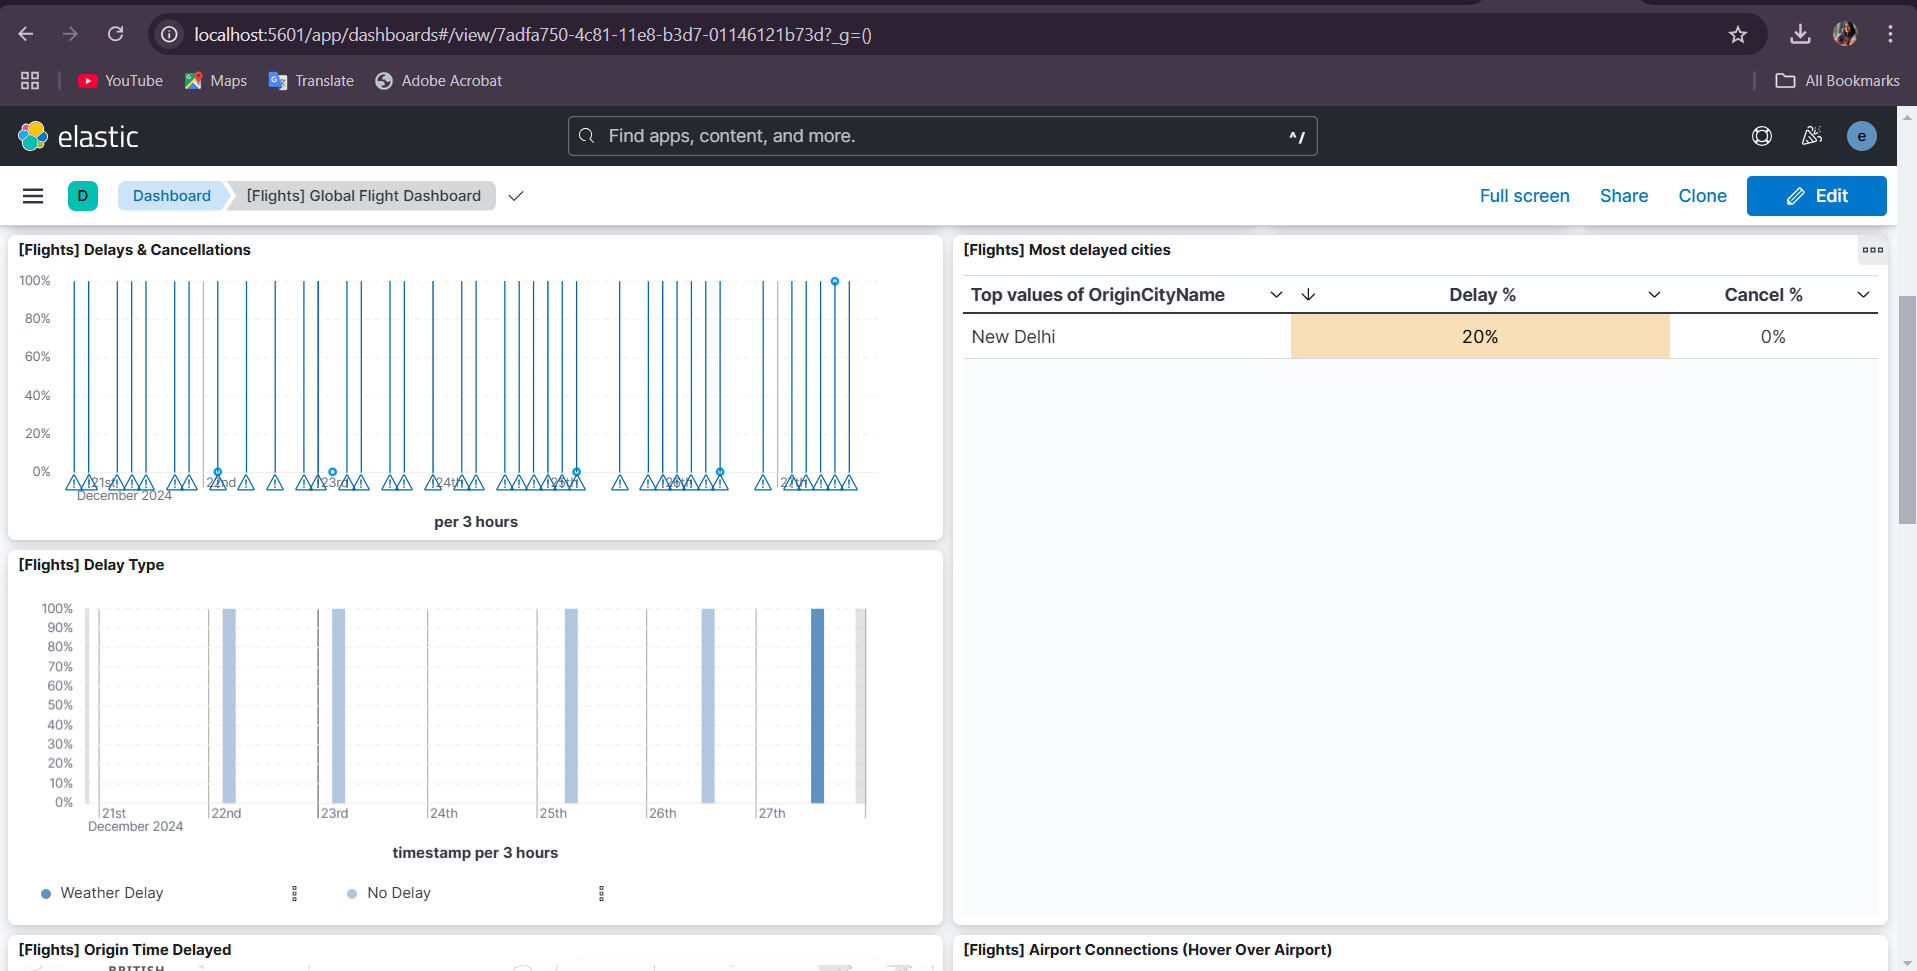 localhost:5601/app/dashboards#/view/7adfa750-4c81-11e8-b3d7-01146121b73d?_g=()
YouTube Maps Translate Adobe Acrobat All Bookmarks
elastic Find apps, content, and more. ^/ e
D Dashboard [Flights] Global Flight Dashboard Full screen Share Clone Edit
[Flights] Delays & Cancellations
100%
80%
60%
40%
20%
0%
21st 22nd 23rd 24th 25th 26th 27th
December 2024
per 3 hours
[Flights] Most delayed cities
Top values of OriginCityName Delay % Cancel %
New Delhi 20% 0%
[Flights] Delay Type
100%
90%
80%
70%
60%
50%
40%
30%
20%
10%
0%
21st 22nd 23rd 24th 25th 26th 27th
December 2024
timestamp per 3 hours
Weather Delay No Delay
[Flights] Origin Time Delayed
BRITISH
[Flights] Airport Connections (Hover Over Airport)